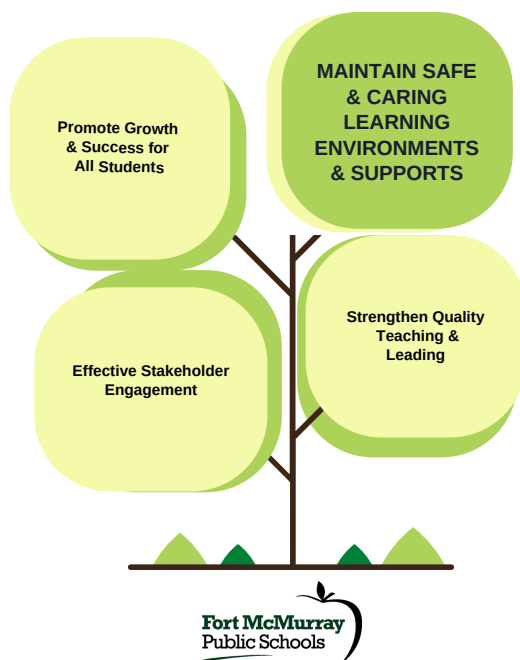 Promote Growth
& Success for
All Students
MAINTAIN SAFE
& CARING
LEARNING
ENVIRONMENTS
& SUPPORTS
Effective Stakeholder
Engagement
Strengthen Quality
Teaching &
Leading
Fort McMurray
Public Schools